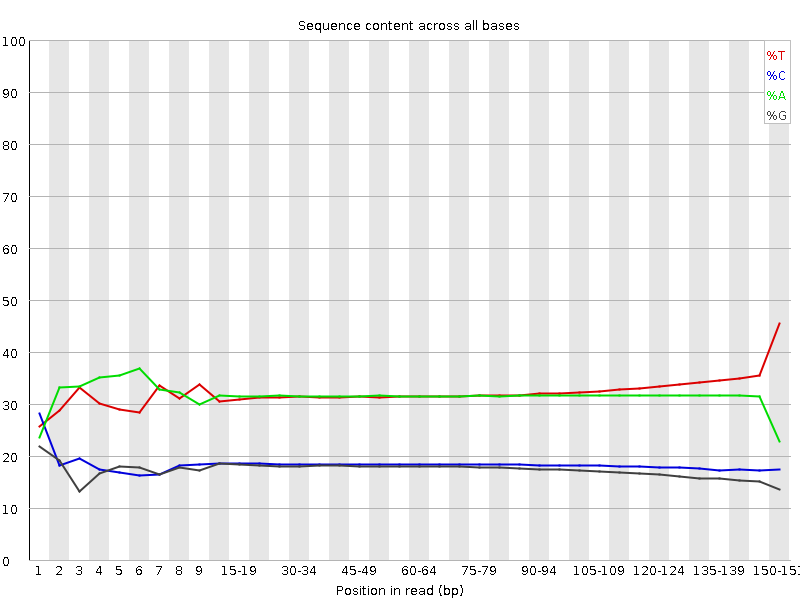 Sequence content across all bases
100
90
80
70
60
50
40
30
20
10
0
%T
%C
%A
%G
1 2 3 4 5 6 7 8 9 15-19 30-34 45-49 60-64 75-79 90-94 105-109 120-124 135-139 150-151
Position in read (bp)